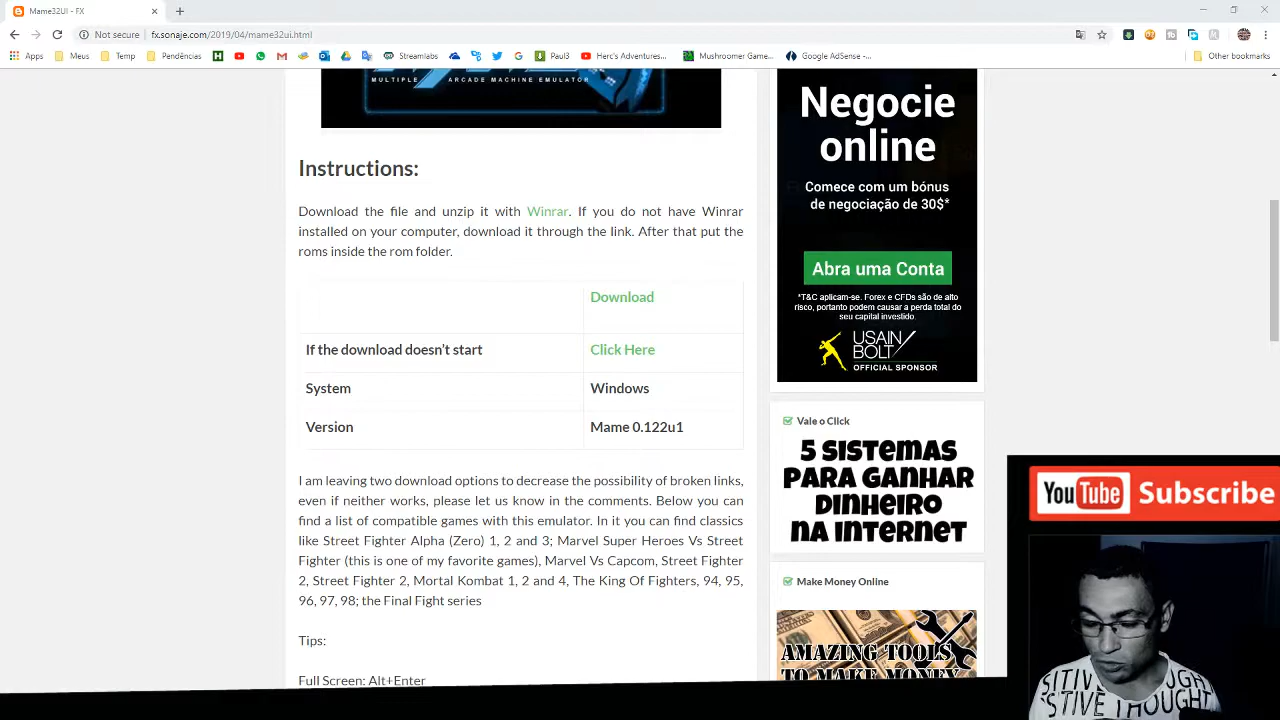 Mame32UI - FX
Not secure
fx.sonaje.com/2019/04/mame32ui.html
Apps
Meus
Temp
Pendências
Streamlabs
Paul3
Herc's Adventures...
Mushroomer Game...
Google AdSense -...
Other bookmarks
MULTIPLE ARCADE MACHINE EMULATOR
Instructions:
Download the file and unzip it with Winrar. If you do not have Winrar
installed on your computer, download it through the link. After that put the
roms inside the rom folder.
Download
If the download doesn't start
Click Here
System
Windows
Version
Mame 0.122u1
I am leaving two download options to decrease the possibility of broken links,
even if neither works, please let us know in the comments. Below you can
find a list of compatible games with this emulator. In it you can find classics
like Street Fighter Alpha (Zero) 1, 2 and 3; Marvel Super Heroes Vs Street
Fighter (this is one of my favorite games), Marvel Vs Capcom, Street Fighter
2, Street Fighter 2, Mortal Kombat 1, 2 and 4, The King Of Fighters, 94, 95,
96, 97, 98; the Final Fight series
Tips:
Full Screen: Alt+Enter
Negocie
online
Comece com um bónus
de negociação de 30$*
Abra uma Conta
*T&C aplicam-se. Forex e CFDs são de alto
risco, portanto podem causar a perda total do
seu capital investido.
USAIN
BOLT
OFFICIAL SPONSOR
Vale o Click
5 SISTEMAS
PARA GANHAR
DINHEIRO
NA INTERNET
Make Money Online
AMAZING TOOLS
TO MAKE MONEY
YouTube Subscribe
SITIVE THOUGHT
STIVE THOUGHT